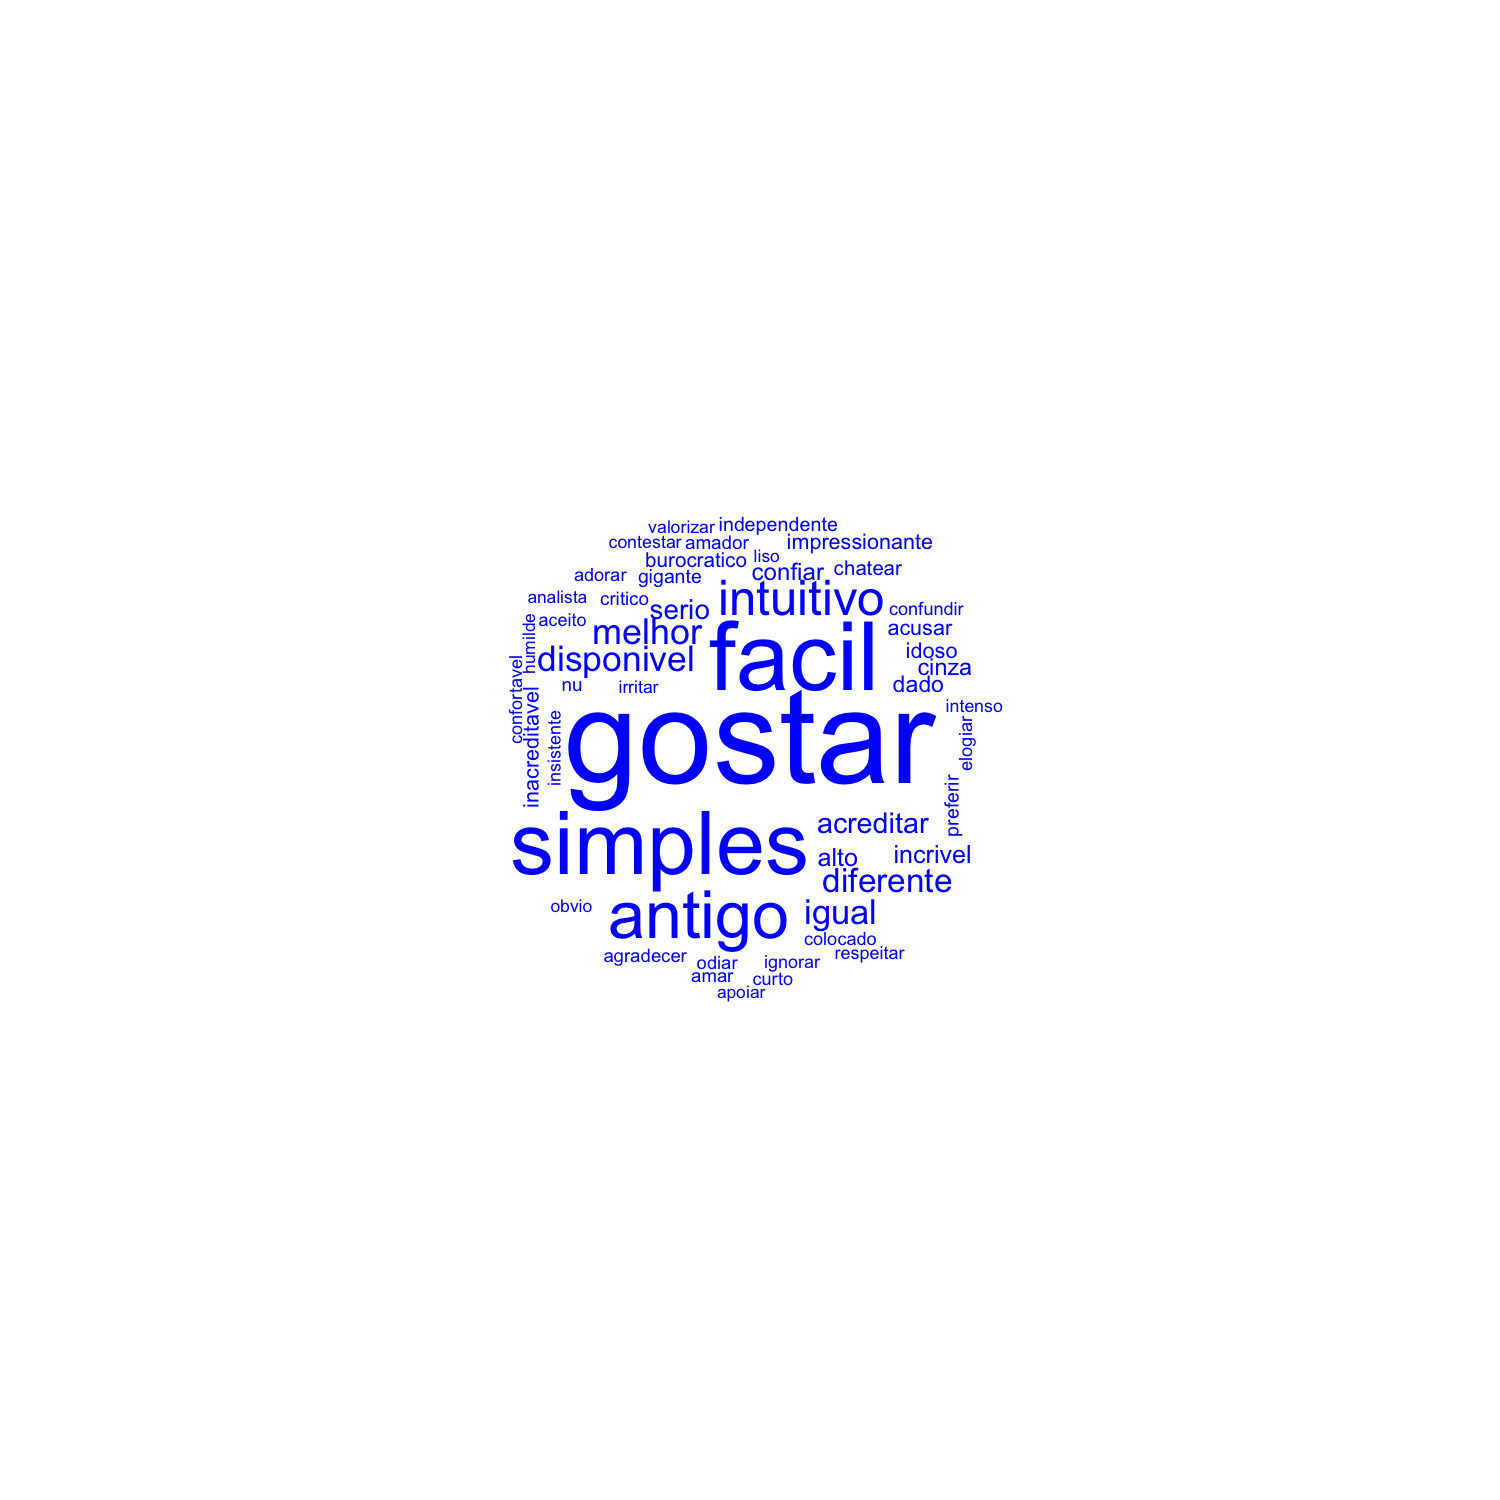 valorizar independente
contestar amador impressionante
burocratico liso
adorar gigante confiar chatear
analista critico serio intuitivo confundir
aceito melhor facil acusar
humilde disponivel idoso
confortavel cinza
nu irritar dado
inacreditavel insistente gostar intenso
elogiar
preferir
simples acreditar
alto incrivel
diferente
obvio antigo igual
colocado
agradecer odiar ignorar respeitar
amar curto
apoiar